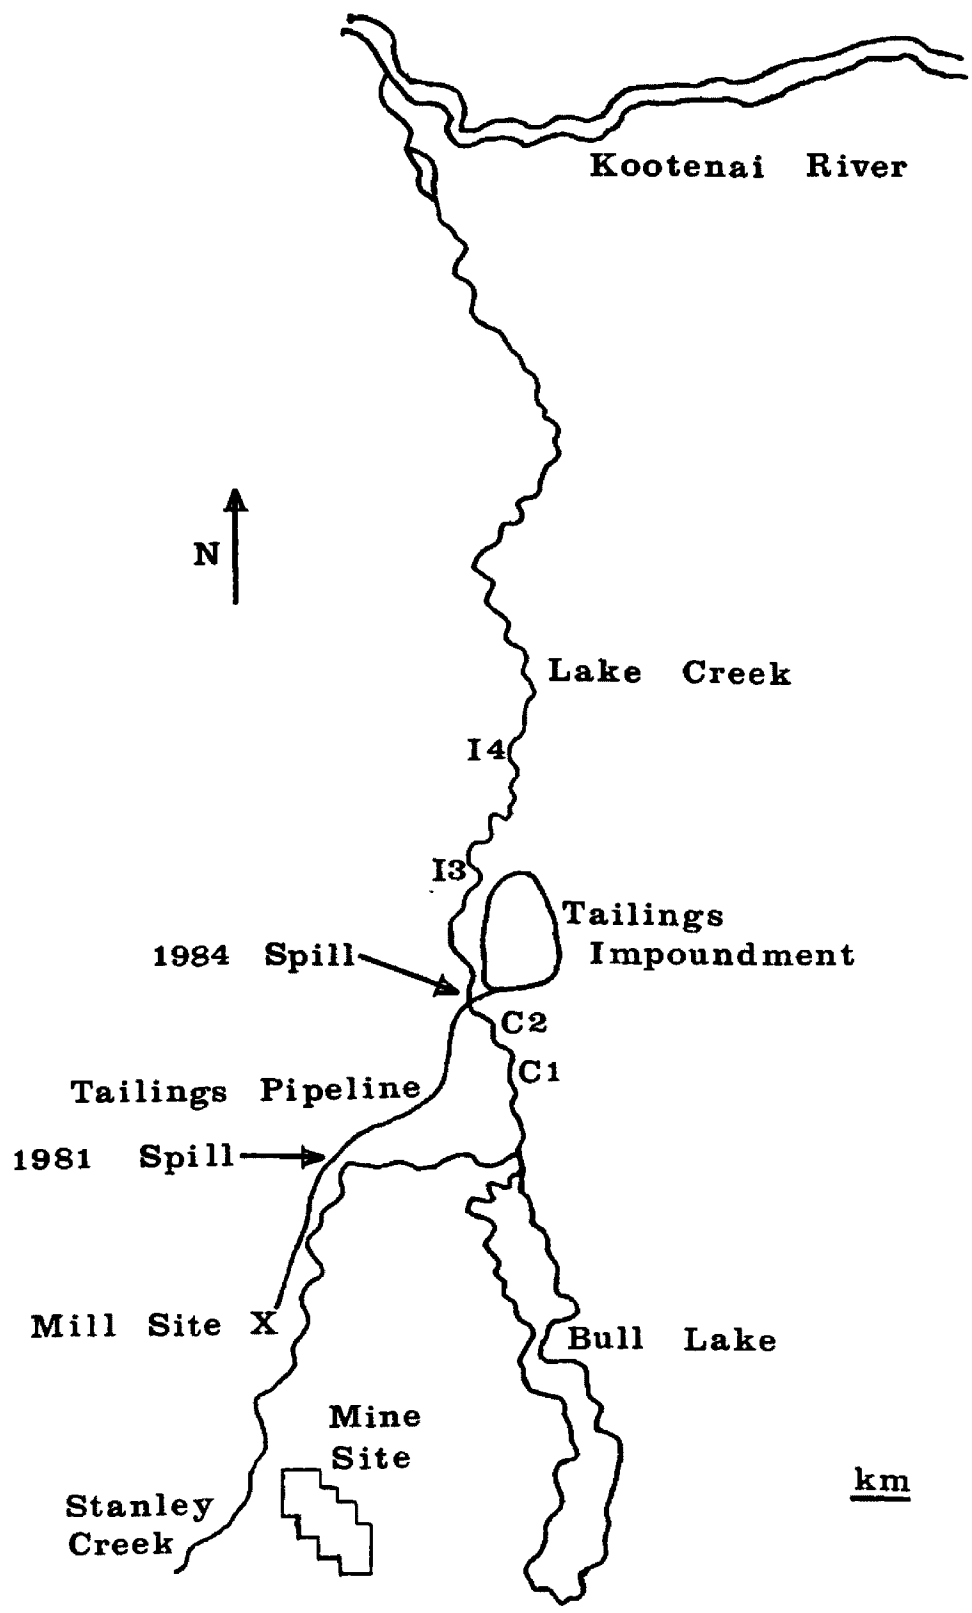 Kootenai River
N
Lake Creek
I4
I3
Tailings
Impoundment
1984 Spill
C2
C1
Tailings Pipeline
1981 Spill
Mill Site X
Bull Lake
Mine
Site
km
Stanley
Creek